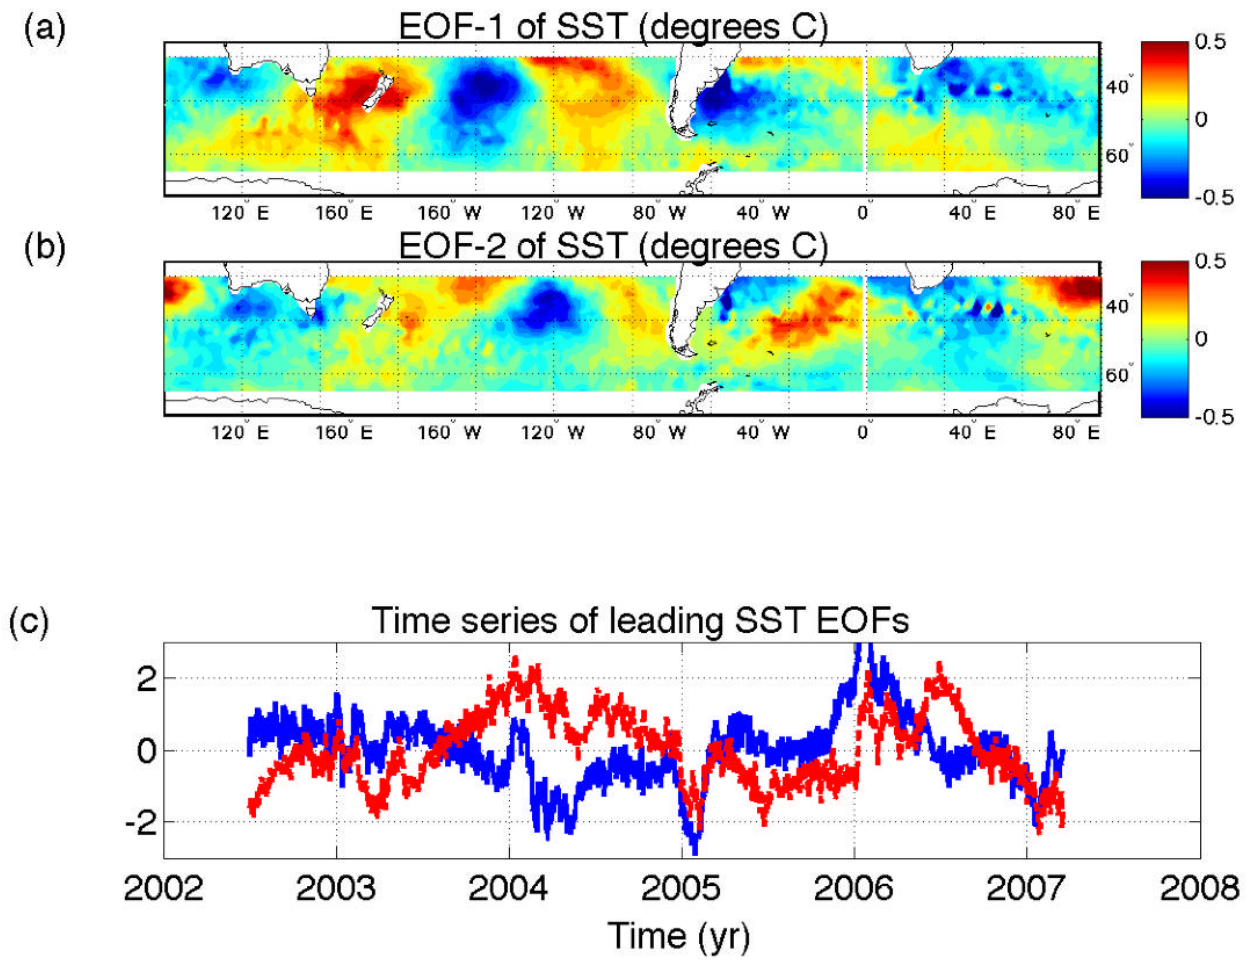 (a)
EOF-1 of SST (degrees C)
0.5
40°
0
60°
-0.5
120° E 160° E 160° W 120° W 80° W 40° W 0° 40° E 80° E
(b)
EOF-2 of SST (degrees C)
0.5
40°
0
60°
-0.5
120° E 160° E 160° W 120° W 80° W 40° W 0° 40° E 80° E
(c)
Time series of leading SST EOFs
2
0
-2
2002 2003 2004 2005 2006 2007 2008
Time (yr)